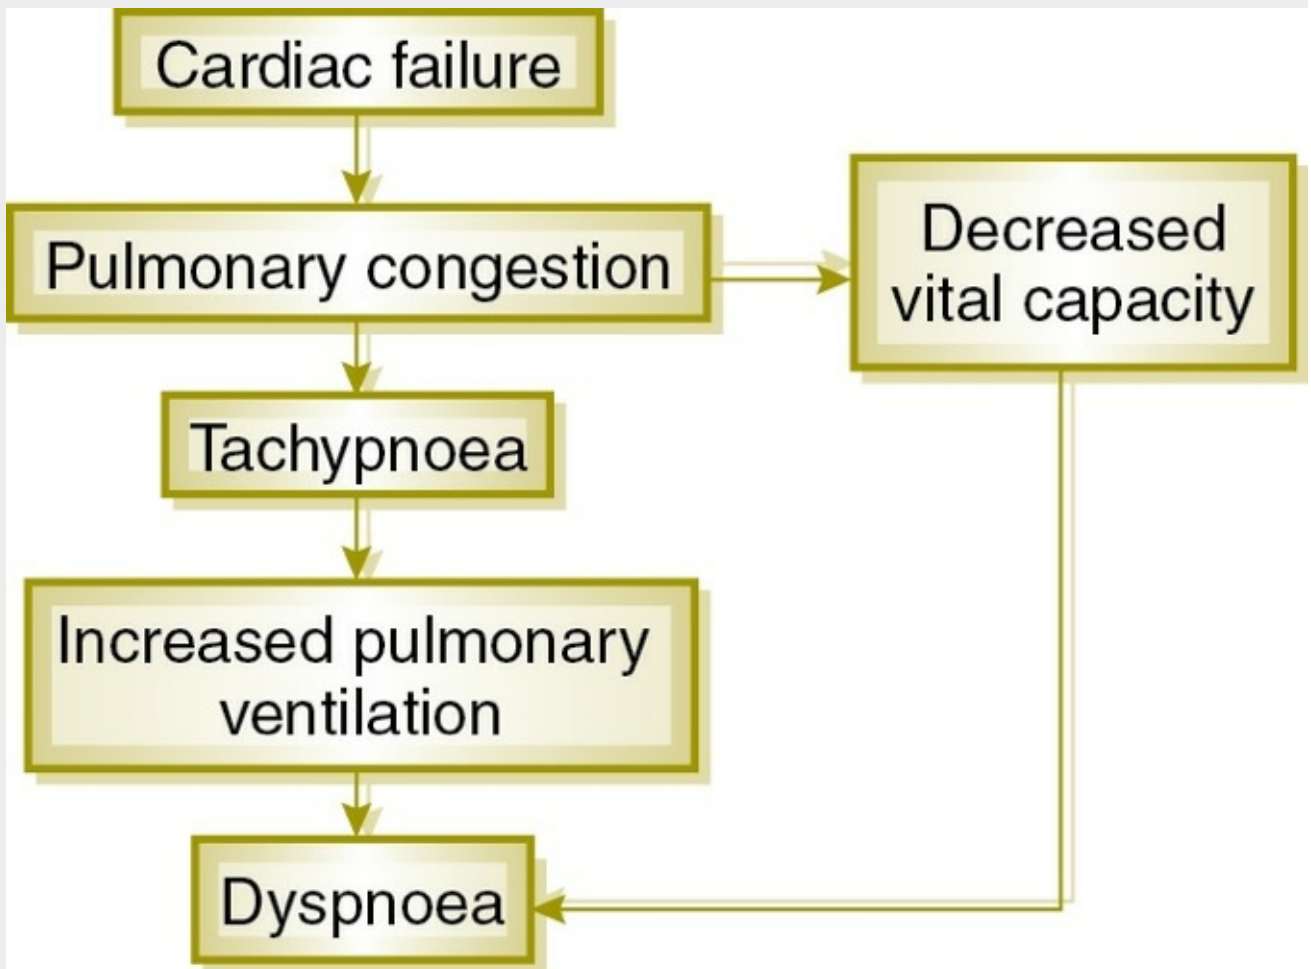 Cardiac failure
Pulmonary congestion
Decreased
vital capacity
Tachypnoea
Increased pulmonary
ventilation
Dyspnoea